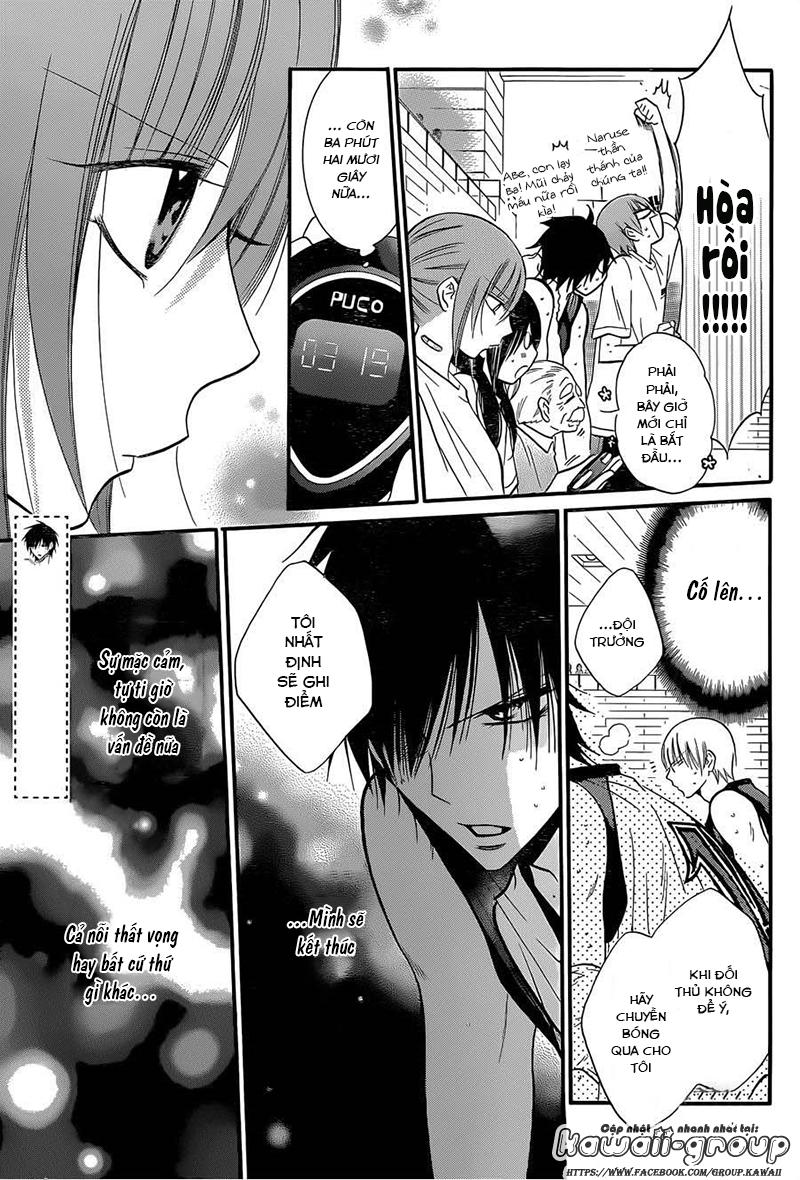 Hòa
rồi
!!!!!
Naruse
thần
thánh của
chúng ta!!
Abe, con lạy
Ba! Mũi chảy
máu nữa rồi
kìa!
PHẢI
PHẢI,
BÂY GIỜ
MỚI CHỈ
LÀ BẮT
ĐẦU...
... CÒN
BA PHÚT
HAI MƯƠI
GIÂY
NỮA...
PUCO
03 19
Cố lên...
...ĐỘI
TRƯỞNG
KHI ĐỐI
THỦ KHÔNG
ĐỂ Ý,
HÃY
CHUYỀN
BÓNG
QUA CHO
TÔI
TÔI
NHẤT
ĐỊNH
SẼ GHI
ĐIỂM
...Mình sẽ
kết thúc
Sự mặc cảm,
tự ti giờ
không còn là
vấn đề nữa
Cả nỗi thất vọng
hay bất cứ thứ
gì khác...
Cập nhật nhanh nhất tại:
kawaii-group
HTTPS://WWW.FACEBOOK.COM/GROUP.KAWAII